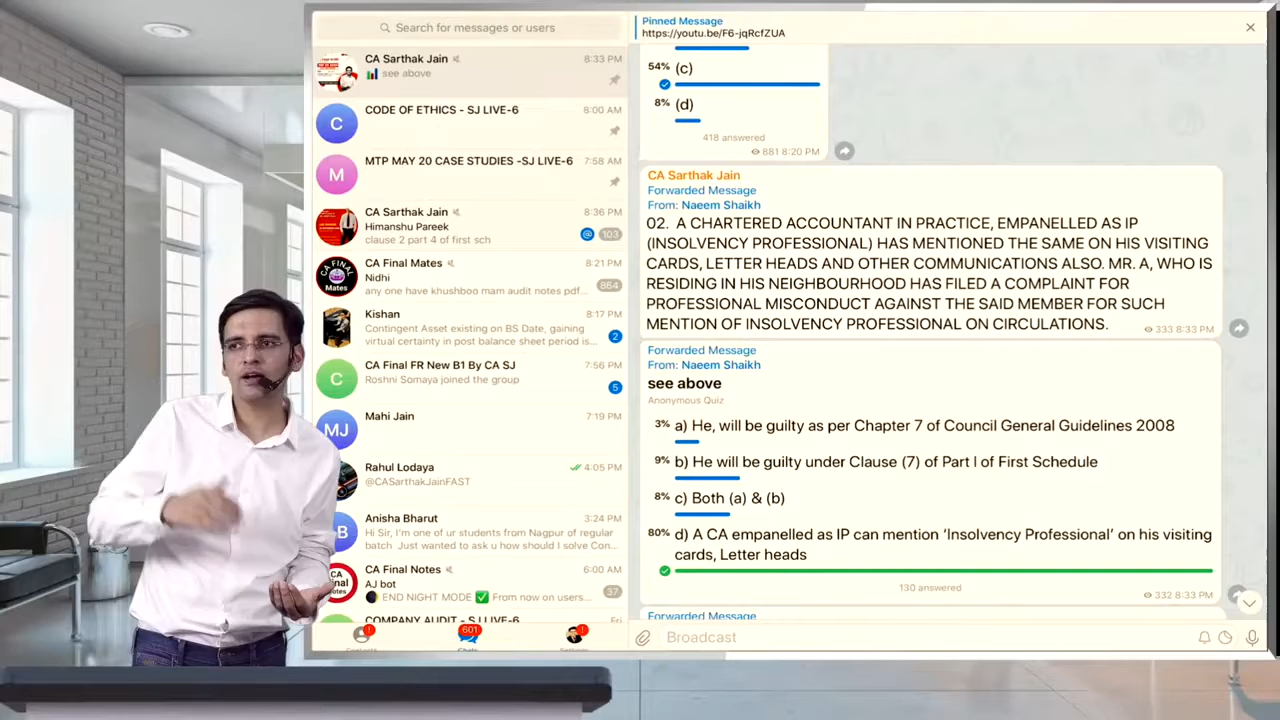 Search for messages or users
CA Sarthak Jain 8:33 PM
see above
C
CODE OF ETHICS - SJ LIVE-6 8:00 AM
M
MTP MAY 20 CASE STUDIES -SJ LIVE-6 7:58 AM
CA Sarthak Jain 8:36 PM
Himanshu Pareek
clause 2 part 4 of first sch @ 103
CA FINAL
Mates
CA Final Mates 8:21 PM
Nidhi
any one have khushboo mam audit notes pdf... 864
Kishan 8:17 PM
Contingent Asset existing on BS Date, gaining
virtual certainty in post balance sheet period is... 2
C
CA Final FR New B1 By CA SJ 7:56 PM
Roshni Somaya joined the group 5
MJ
Mahi Jain 7:19 PM
Rahul Lodaya 4:05 PM
@CASarthakJainFAST
B
Anisha Bharut 3:24 PM
Hi Sir, I'm one of ur students from Nagpur of regular
batch Just wanted to ask u how should I solve Con...
CA Final Notes 6:00 AM
AJ bot
END NIGHT MODE ✅ From now on users... 37
COMPANY AUDIT - SJ LIVE-6 Fri
! 601 !
Contacts Chats Settings
Pinned Message
https://youtu.be/F6-jqRcfZUA
54% (c)
8% (d)
418 answered
881 8:20 PM
CA Sarthak Jain
Forwarded Message
From: Naeem Shaikh
02. A CHARTERED ACCOUNTANT IN PRACTICE, EMPANELLED AS IP
(INSOLVENCY PROFESSIONAL) HAS MENTIONED THE SAME ON HIS VISITING
CARDS, LETTER HEADS AND OTHER COMMUNICATIONS ALSO. MR. A, WHO IS
RESIDING IN HIS NEIGHBOURHOOD HAS FILED A COMPLAINT FOR
PROFESSIONAL MISCONDUCT AGAINST THE SAID MEMBER FOR SUCH
MENTION OF INSOLVENCY PROFESSIONAL ON CIRCULATIONS. 333 8:33 PM
Forwarded Message
From: Naeem Shaikh
see above
Anonymous Quiz
3% a) He, will be guilty as per Chapter 7 of Council General Guidelines 2008
9% b) He will be guilty under Clause (7) of Part I of First Schedule
8% c) Both (a) & (b)
80% d) A CA empanelled as IP can mention ‘Insolvency Professional’ on his visiting
cards, Letter heads
130 answered
332 8:33 PM
Forwarded Message
Broadcast